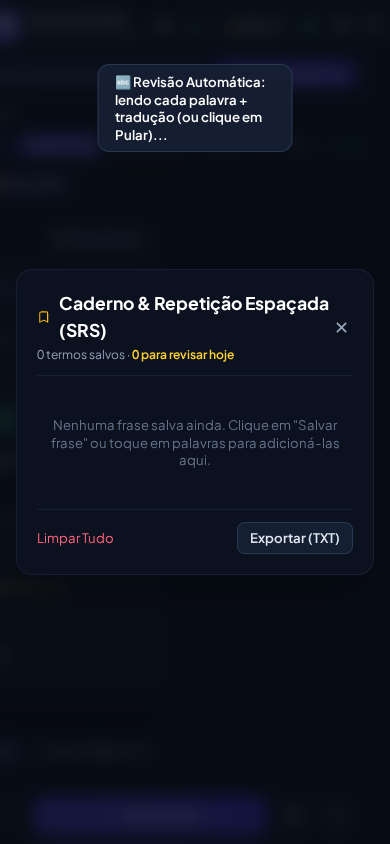 🔤 Revisão Automática:
lendo cada palavra +
tradução (ou clique em
Pular)...
Caderno & Repetição Espaçada
(SRS)
0 termos salvos · 0 para revisar hoje
Nenhuma frase salva ainda. Clique em "Salvar
frase" ou toque em palavras para adicioná-las
aqui.
Limpar Tudo
Exportar (TXT)